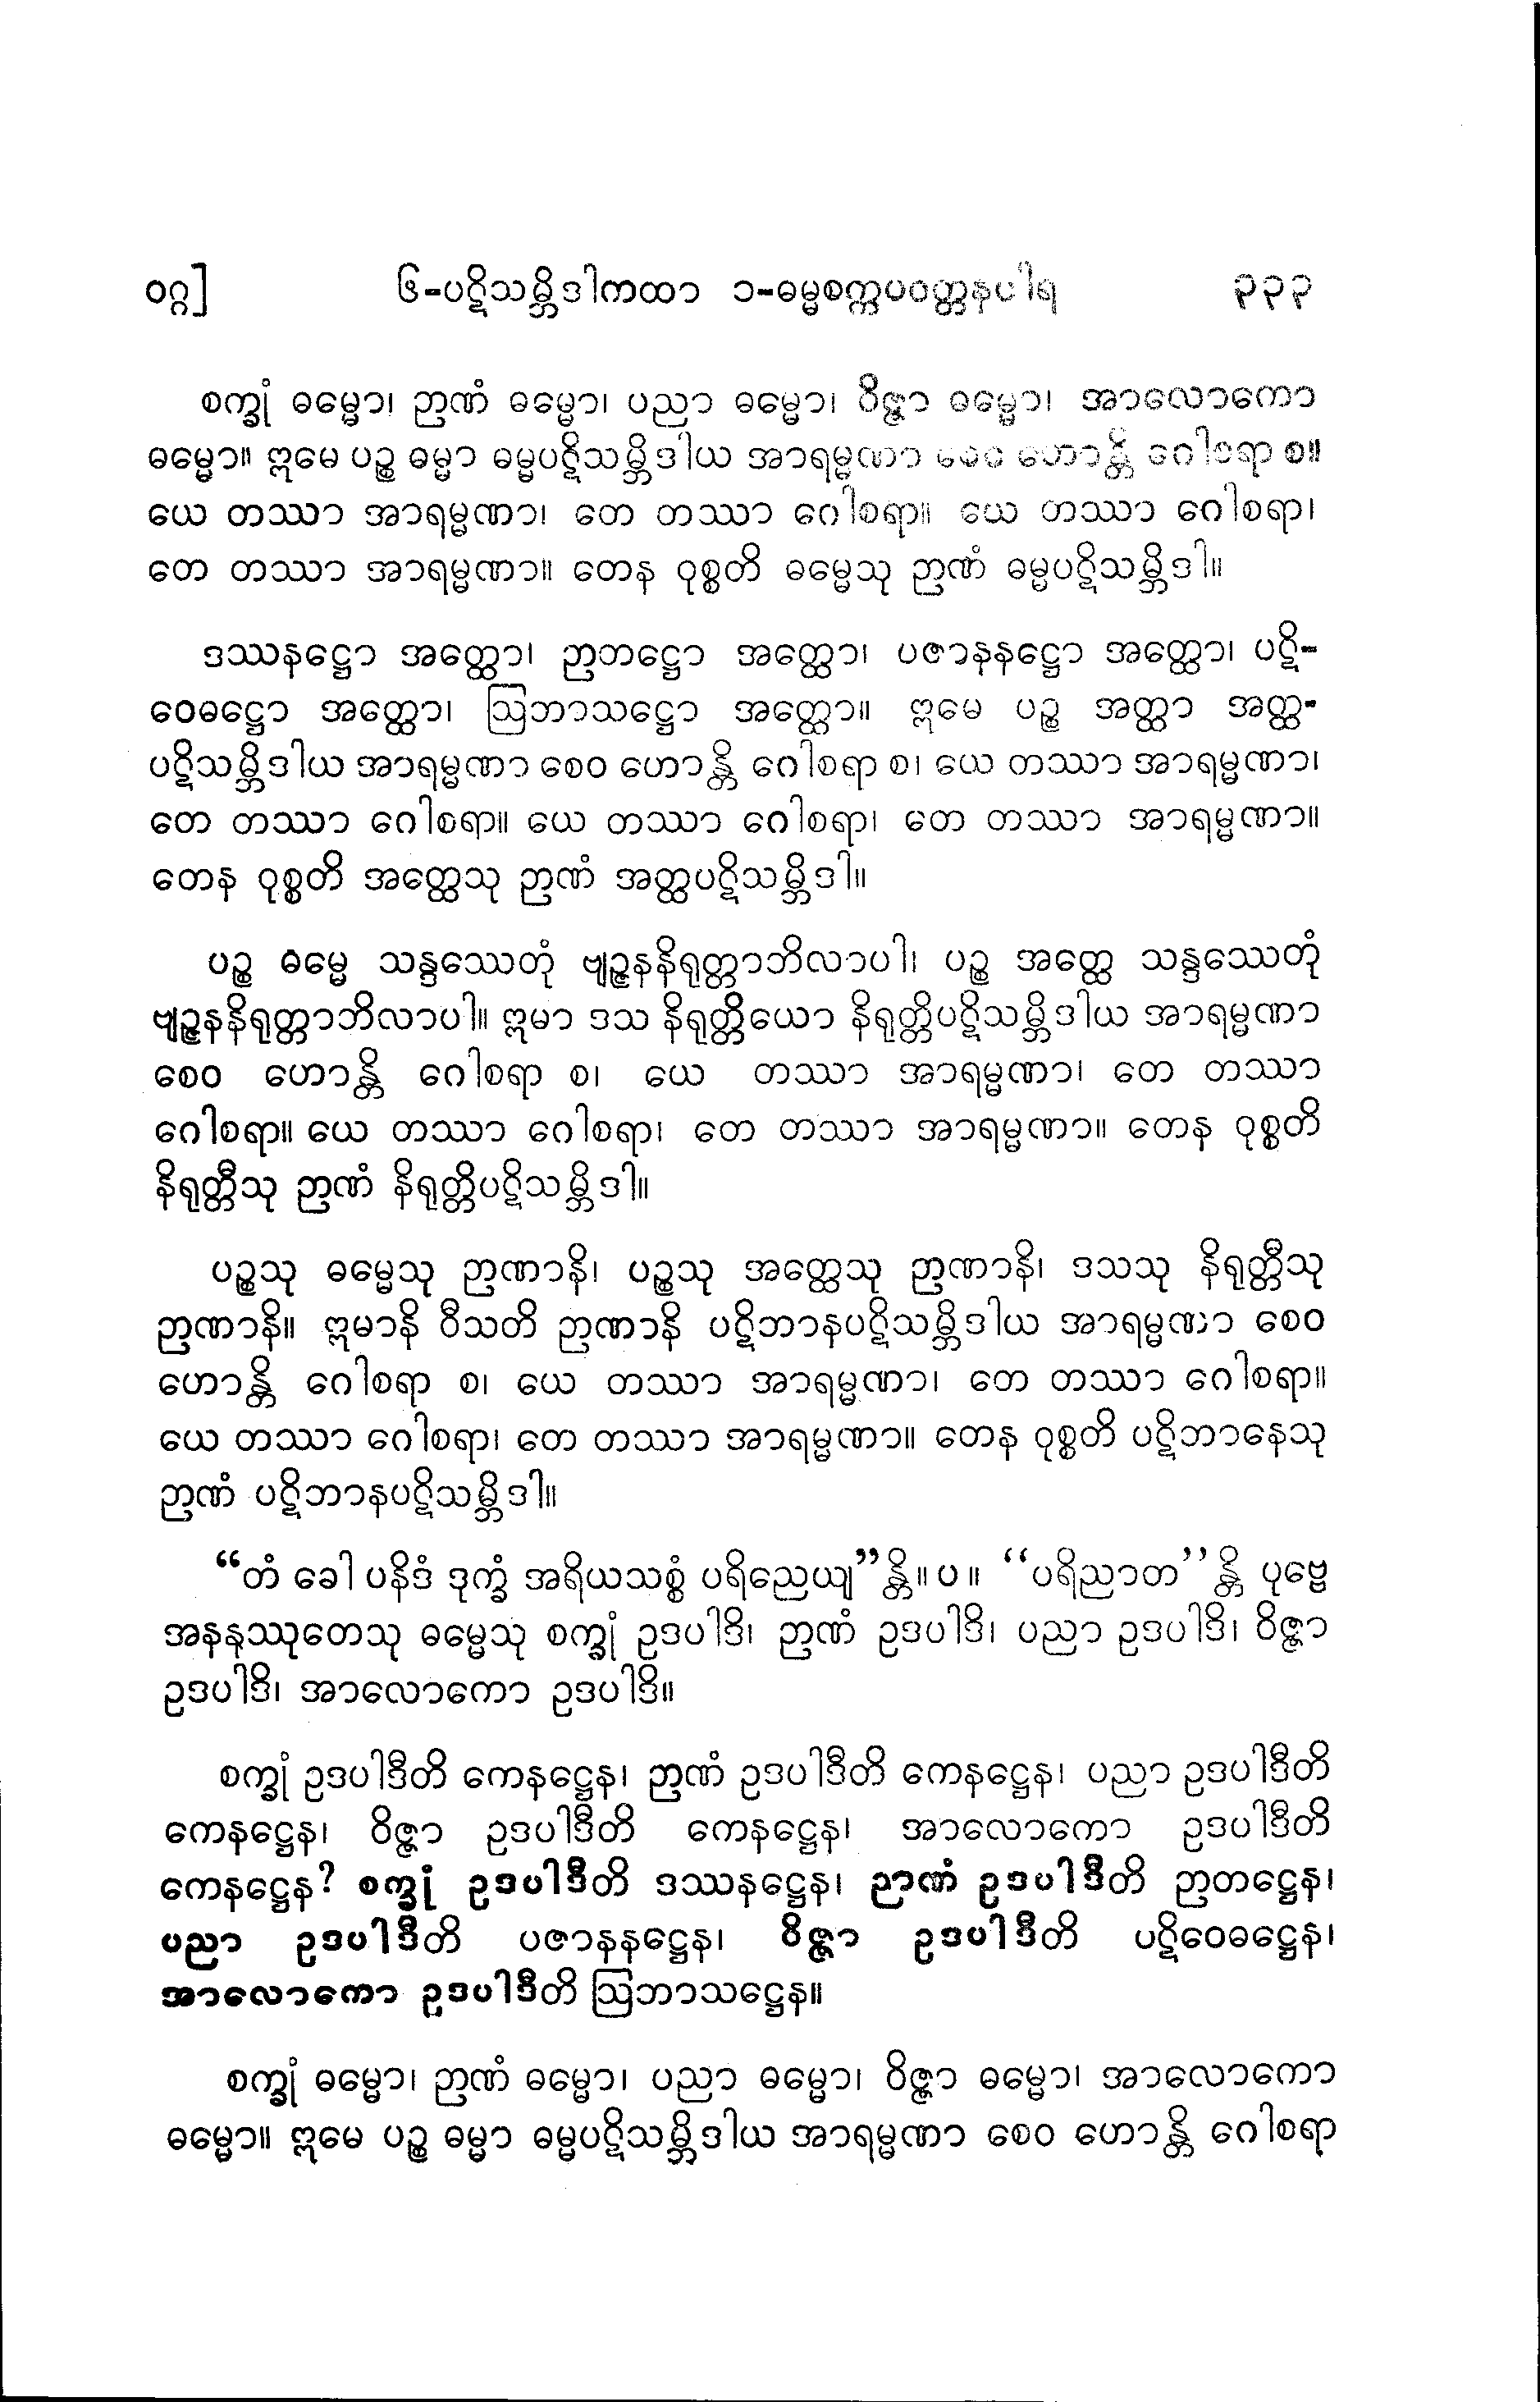 ဝဂ္ဂ] ၆-ပဋိသမ္ဘိဒါကထာ ၁-ဓမ္မစက္ကပဝတ္တနပါရ ၃၃၃
စက္ခုံ ဓမ္မော၊ ဉာဏံ ဓမ္မော၊ ပညာ ဓမ္မော၊ ဝိဇ္ဇာ ဓမ္မော၊ အာလောကော
ဓမ္မော။ ဣမေ ပဉ္စ ဓမ္မာ ဓမ္မပဋိသမ္ဘိဒါယ အာရမ္မဏာ စေဝ ဟောန္တိ ဂေါစရာ စ။
ယေ တဿာ အာရမ္မဏာ၊ တေ တဿာ ဂေါစရာ။ ယေ တဿာ ဂေါစရာ၊
တေ တဿာ အာရမ္မဏာ။ တေန ဝုစ္စတိ ဓမ္မေသု ဉာဏံ ဓမ္မပဋိသမ္ဘိဒါ။
ဒဿနဋ္ဌော အတ္ထော၊ ဉာတဋ္ဌော အတ္ထော၊ ပဇာနနဋ္ဌော အတ္ထော၊ ပဋိ-
ဝေဓဋ္ဌော အတ္ထော၊ ဩဘာသဋ္ဌော အတ္ထော။ ဣမေ ပဉ္စ အတ္ထာ အတ္ထ-
ပဋိသမ္ဘိဒါယ အာရမ္မဏာ စေဝ ဟောန္တိ ဂေါစရာ စ၊ ယေ တဿာ အာရမ္မဏာ၊
တေ တဿာ ဂေါစရာ။ ယေ တဿာ ဂေါစရာ၊ တေ တဿာ အာရမ္မဏာ။
တေန ဝုစ္စတိ အတ္ထေသု ဉာဏံ အတ္ထပဋိသမ္ဘိဒါ။
ပဉ္စ ဓမ္မေ သန္ဒဿေတုံ ဗျဉ္ဇနနိရုတ္တာဘိလာပါ၊ ပဉ္စ အတ္ထေ သန္ဒဿေတုံ
ဗျဉ္ဇနနိရုတ္တာဘိလာပါ။ ဣမာ ဒသ နိရုတ္တိယော နိရုတ္တိပဋိသမ္ဘိဒါယ အာရမ္မဏာ
စေဝ ဟောန္တိ ဂေါစရာ စ၊ ယေ တဿာ အာရမ္မဏာ၊ တေ တဿာ
ဂေါစရာ။ ယေ တဿာ ဂေါစရာ၊ တေ တဿာ အာရမ္မဏာ။ တေန ဝုစ္စတိ
နိရုတ္တီသု ဉာဏံ နိရုတ္တိပဋိသမ္ဘိဒါ။
ပဉ္စသု ဓမ္မေသု ဉာဏာနိ၊ ပဉ္စသု အတ္ထေသု ဉာဏာနိ၊ ဒသသု နိရုတ္တီသု
ဉာဏာနိ။ ဣမာနိ ဝီသတိ ဉာဏာနိ ပဋိဘာနပဋိသမ္ဘိဒါယ အာရမ္မဏာ စေဝ
ဟောန္တိ ဂေါစရာ စ၊ ယေ တဿာ အာရမ္မဏာ၊ တေ တဿာ ဂေါစရာ။
ယေ တဿာ ဂေါစရာ၊ တေ တဿာ အာရမ္မဏာ။ တေန ဝုစ္စတိ ပဋိဘာနေသု
ဉာဏံ ပဋိဘာနပဋိသမ္ဘိဒါ။
“တံ ခေါ ပနိဒံ ဒုက္ခံ အရိယသစ္စံ ပရိညေယျ”န္တိ။ ပ။ “ပရိညာတ”န္တိ ပုဗ္ဗေ
အနနုဿုတေသု ဓမ္မေသု စက္ခုံ ဥဒပါဒိ၊ ဉာဏံ ဥဒပါဒိ၊ ပညာ ဥဒပါဒိ၊ ဝိဇ္ဇာ
ဥဒပါဒိ၊ အာလောကော ဥဒပါဒိ။
စက္ခုံ ဥဒပါဒီတိ ကေနဋ္ဌေန၊ ဉာဏံ ဥဒပါဒီတိ ကေနဋ္ဌေန၊ ပညာ ဥဒပါဒီတိ
ကေနဋ္ဌေန၊ ဝိဇ္ဇာ ဥဒပါဒီတိ ကေနဋ္ဌေန၊ အာလောကော ဥဒပါဒီတိ
ကေနဋ္ဌေန? စက္ခုံ ဥဒပါဒီတိ ဒဿနဋ္ဌေန၊ ဉာဏံ ဥဒပါဒီတိ ဉာတဋ္ဌေန၊
ပညာ ဥဒပါဒီတိ ပဇာနနဋ္ဌေန၊ ဝိဇ္ဇာ ဥဒပါဒီတိ ပဋိဝေဓဋ္ဌေန၊
အာလောကော ဥဒပါဒီတိ ဩဘာသဋ္ဌေန။
စက္ခုံ ဓမ္မော၊ ဉာဏံ ဓမ္မော၊ ပညာ ဓမ္မော၊ ဝိဇ္ဇာ ဓမ္မော၊ အာလောကော
ဓမ္မော။ ဣမေ ပဉ္စ ဓမ္မာ ဓမ္မပဋိသမ္ဘိဒါယ အာရမ္မဏာ စေဝ ဟောန္တိ ဂေါစရာ